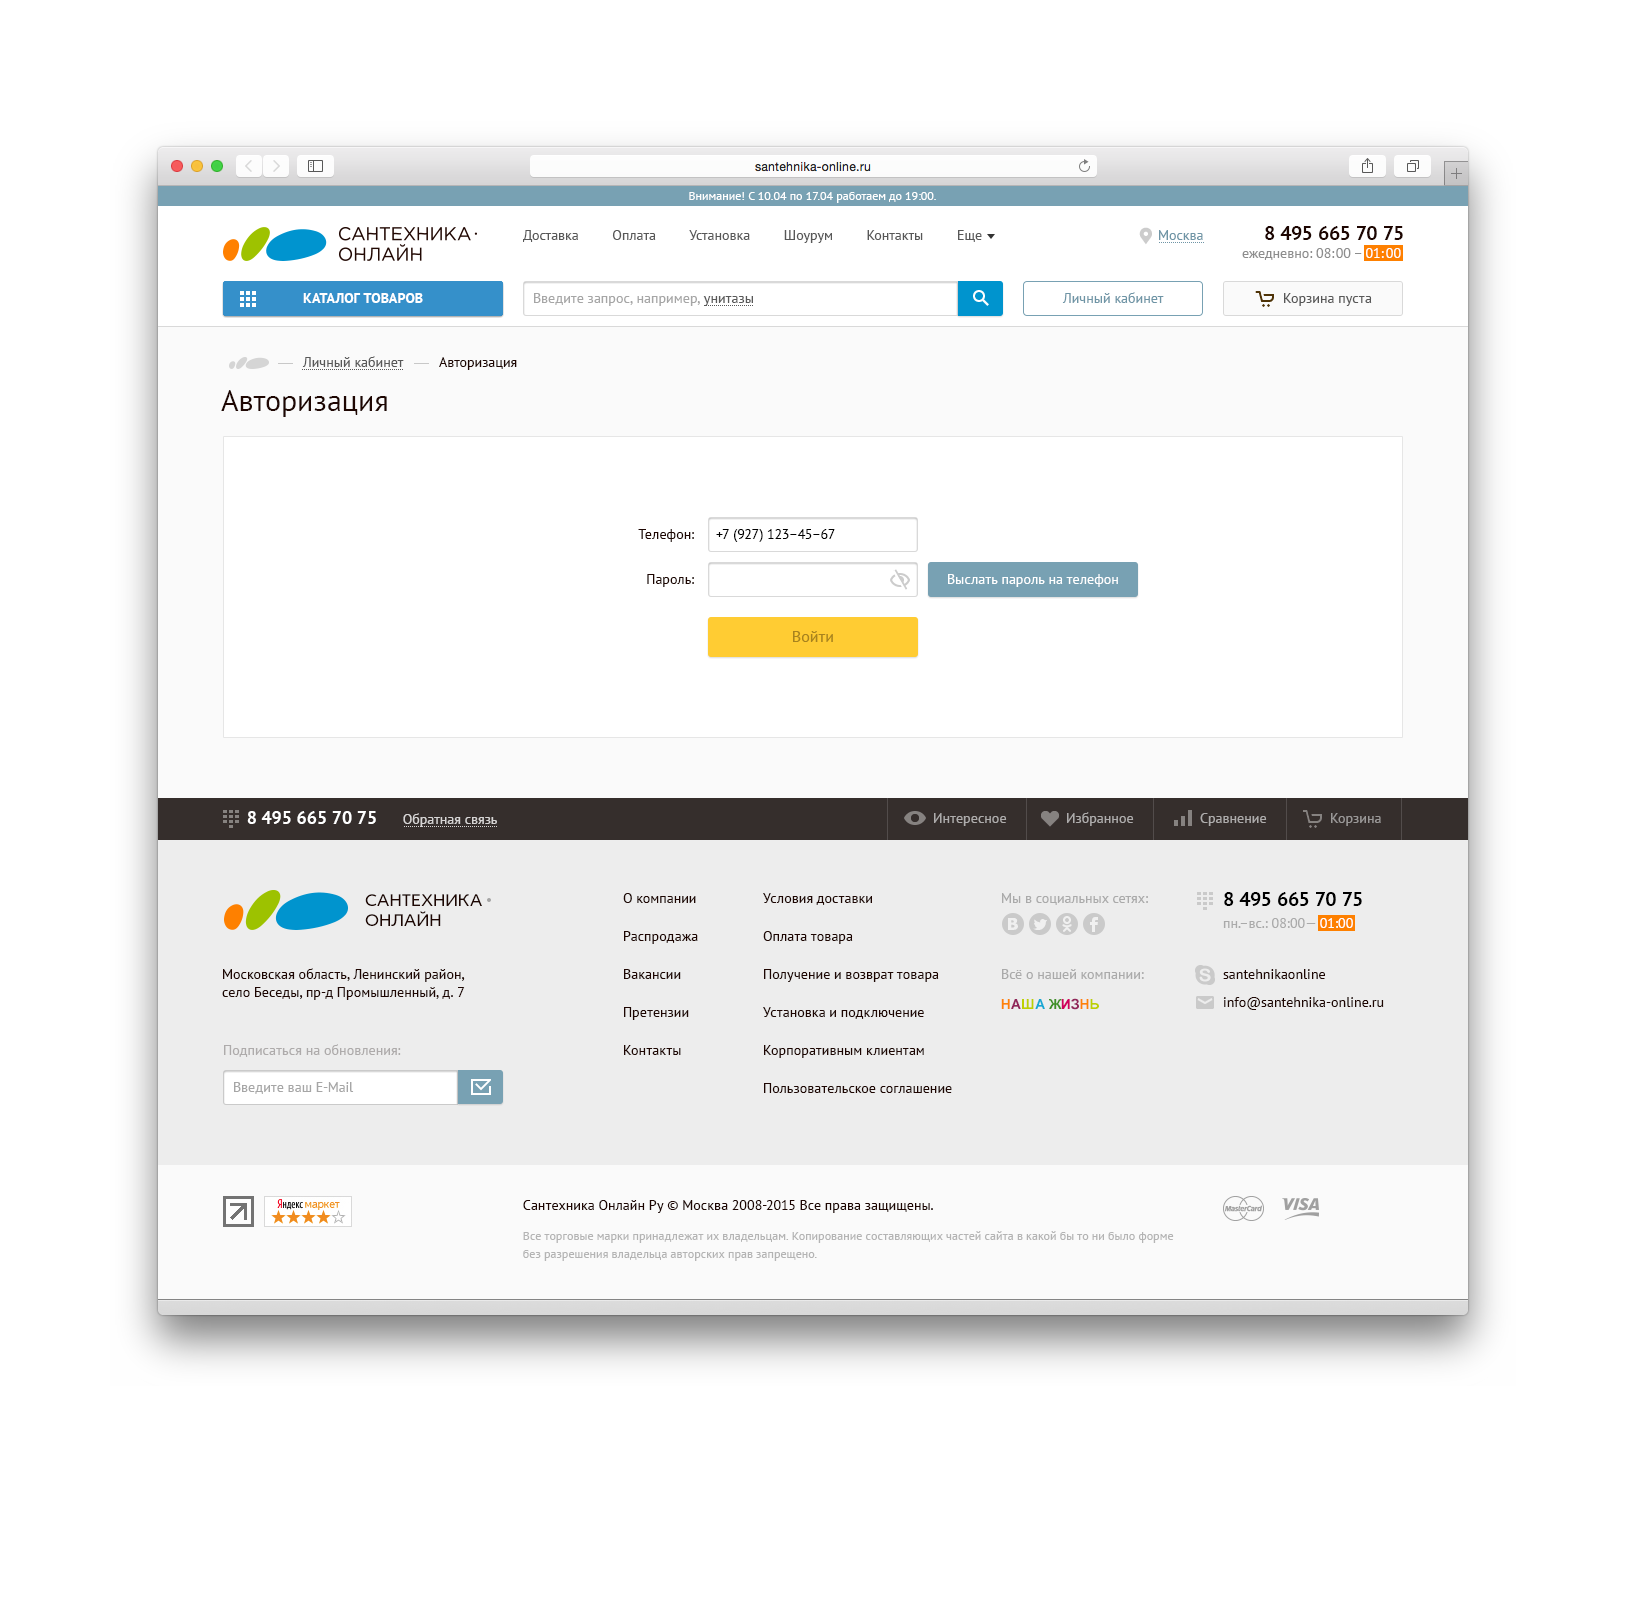 santehnika-online.ru
Внимание! С 10.04 по 17.04 работаем до 19:00.
САНТЕХНИКА
ОНЛАЙН
Доставка Оплата Установка Шоурум Контакты Еще
Москва
8 495 665 70 75
ежедневно: 08:00 – 01:00
КАТАЛОГ ТОВАРОВ
Введите запрос, например, унитазы
Личный кабинет
Корзина пуста
— Личный кабинет — Авторизация
Авторизация
Телефон: +7 (927) 123–45–67
Пароль: Выслать пароль на телефон
Войти
8 495 665 70 75 Обратная связь Интересное Избранное Сравнение Корзина
САНТЕХНИКА
ОНЛАЙН
Московская область, Ленинский район,
село Беседы, пр-д Промышленный, д. 7
Подписаться на обновления:
Введите ваш E-Mail
О компании
Распродажа
Вакансии
Претензии
Контакты
Условия доставки
Оплата товара
Получение и возврат товара
Установка и подключение
Корпоративным клиентам
Пользовательское соглашение
Мы в социальных сетях:
Всё о нашей компании:
НАША ЖИЗНЬ
8 495 665 70 75
пн.–вс.: 08:00— 01:00
santehnikaonline
info@santehnika-online.ru
Яндекс маркет
Сантехника Онлайн Ру © Москва 2008-2015 Все права защищены.
Все торговые марки принадлежат их владельцам. Копирование составляющих частей сайта в какой бы то ни было форме
без разрешения владельца авторских прав запрещено.
MasterCard VISA